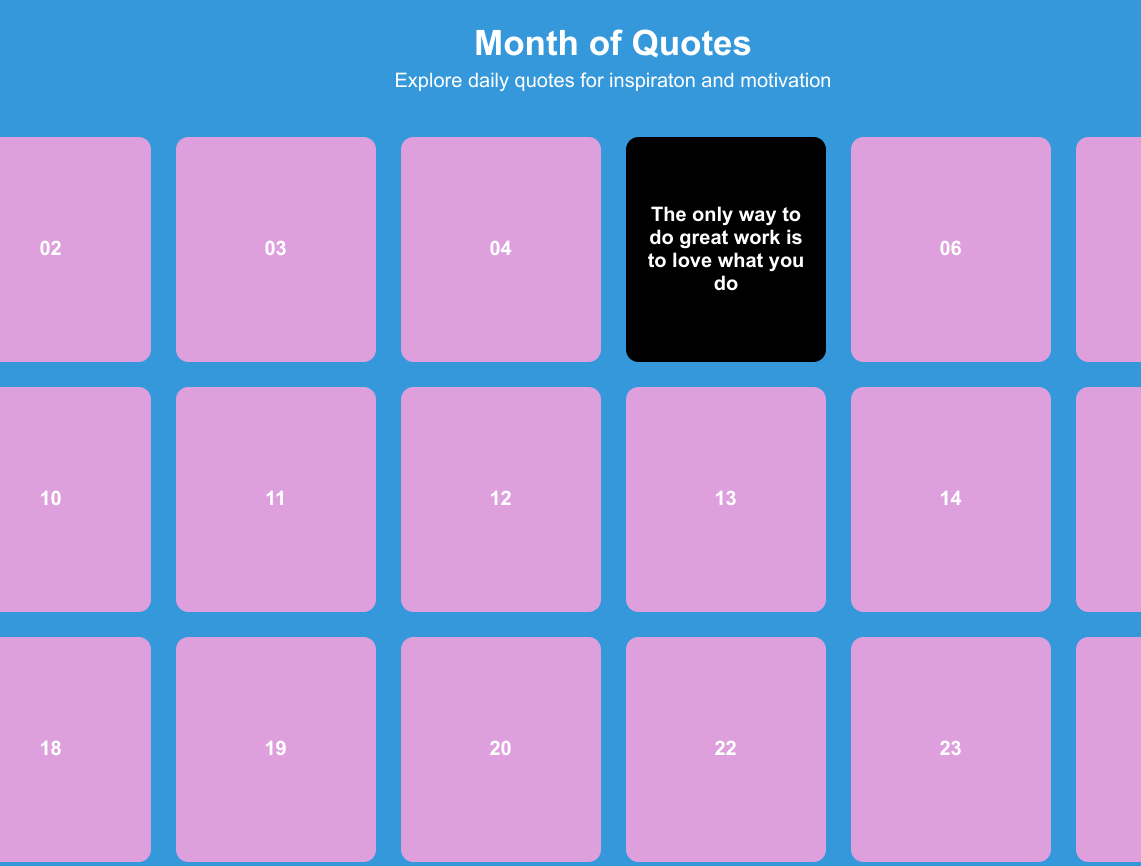 Month of Quotes
Explore daily quotes for inspiraton and motivation
02
03
04
The only way to
do great work is
to love what you
do
06
10
11
12
13
14
18
19
20
22
23